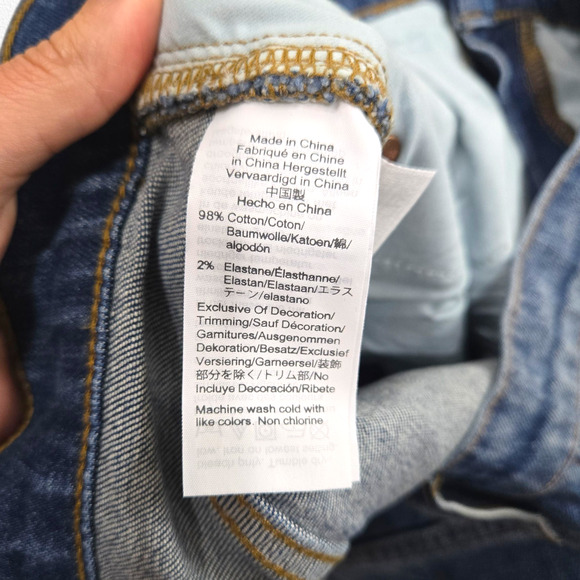 Made in China
Fabriqué en Chine
in China Hergestellt
Vervaardigd in China
中国製
Hecho en China
98% Cotton/Coton/
Baumwolle/Katoen/綿/
algodón
2% Elastane/Élasthanne/
Elastan/Elastaan/エラス
テーン/elastano
Exclusive Of Decoration/
Trimming/Sauf Décoration/
Garnitures/Ausgenommen
Dekoration/Besatz/Exclusief
Versiering/Garneersel/装飾
部分を除く/トリム部/No
Incluye Decoración/Ribete
Machine wash cold with
like colors. Non chlorine